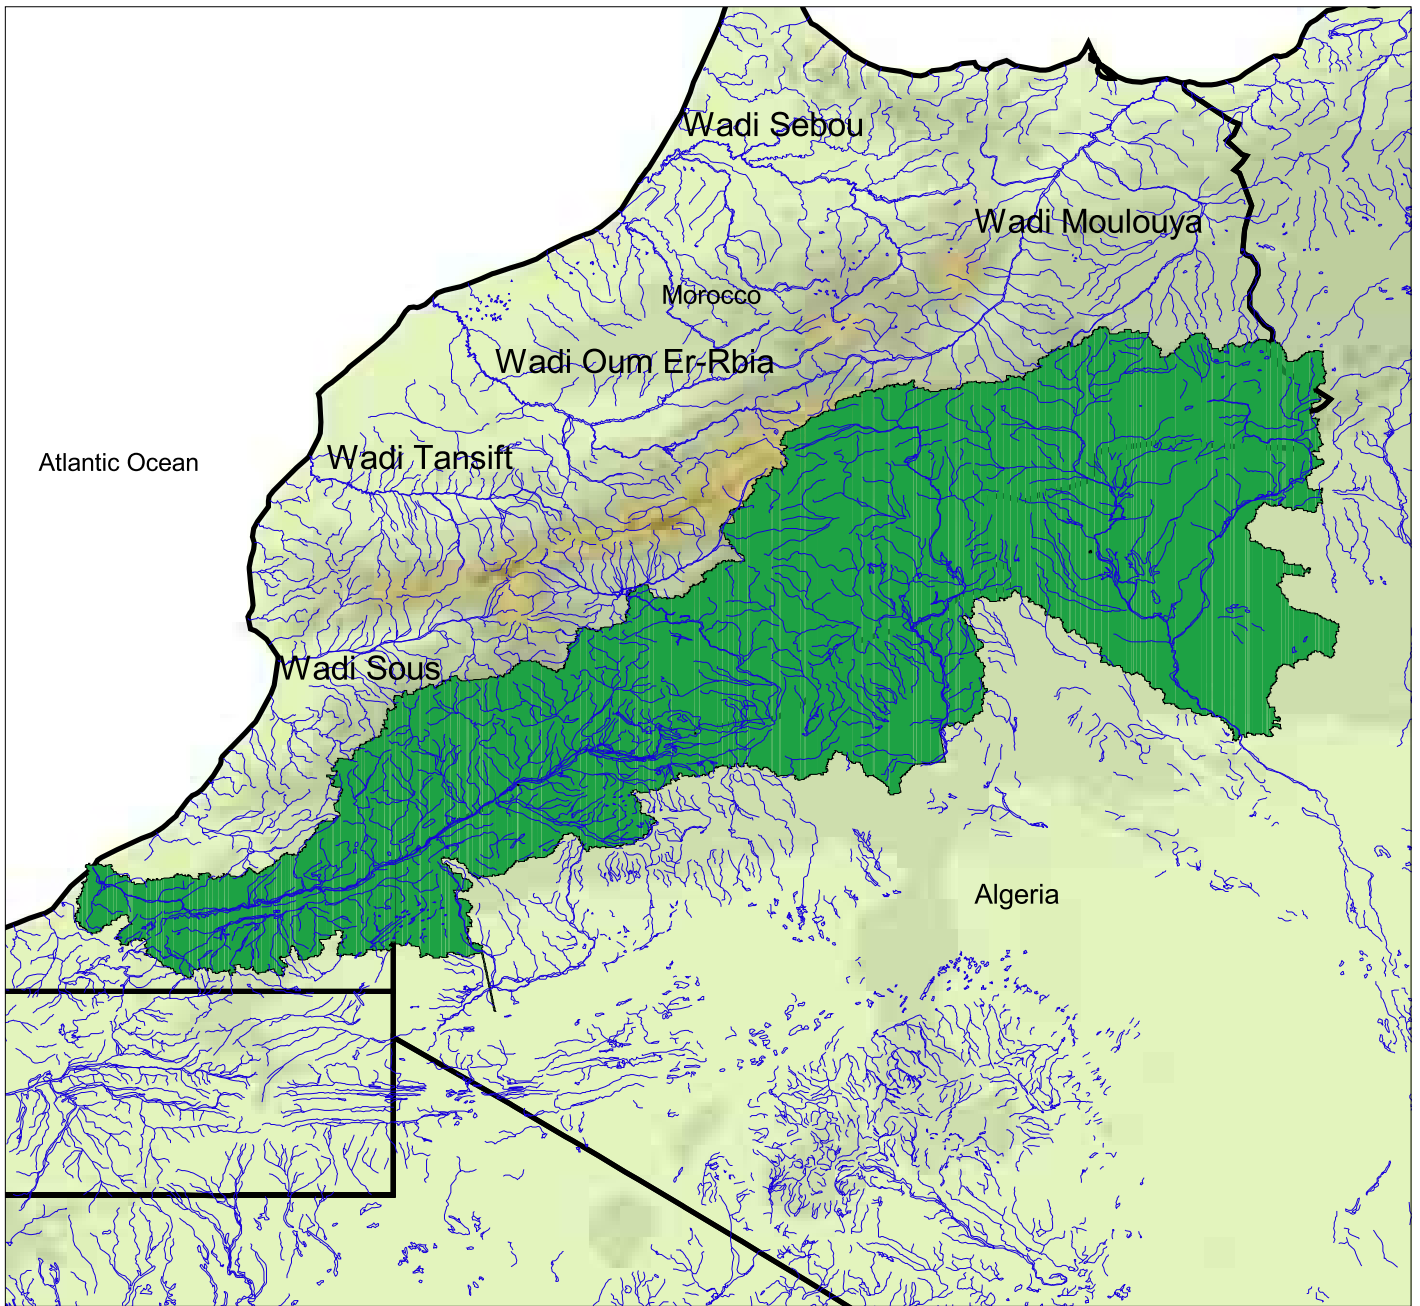 Wadi Sebou
Wadi Moulouya
Morocco
Wadi Oum Er-Rbia
Wadi Tansift
Atlantic Ocean
Wadi Sous
Algeria